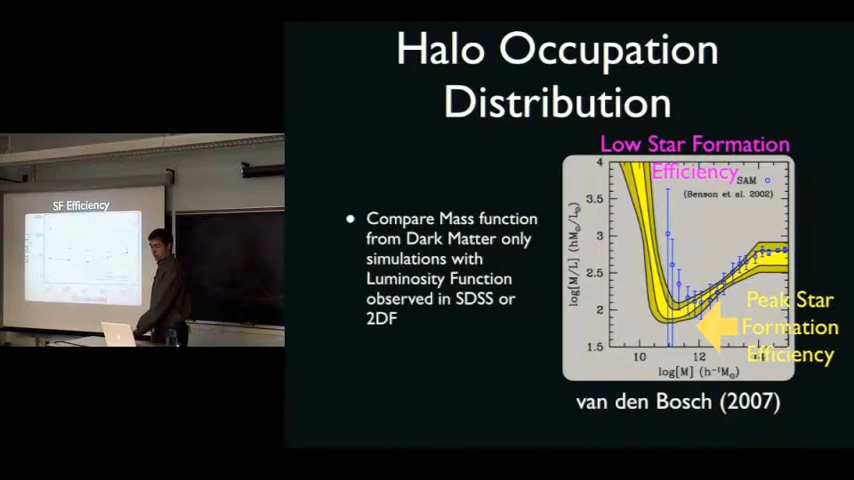 Halo Occupation
Distribution
Low Star Formation
Efficiency
SF Efficiency
Compare Mass function
from Dark Matter only
simulations with
Luminosity Function
observed in SDSS or
2DF
SAM
(Benson et al. 2002)
4
3.5
3
2.5
2
1.5
log[M/L] (hM⊙/L⊙)
Peak Star
Formation
Efficiency
10
12
14
log[M] (h⁻¹M⊙)
van den Bosch (2007)